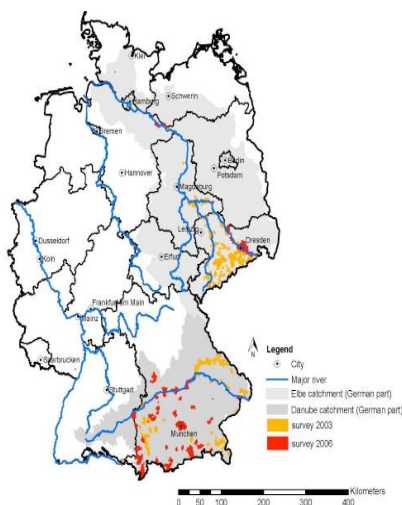 Kiel
Schwerin
Hamburg
Bremen
Berlin
Potsdam
Hannover
Magdeburg
Dusseldorf
Koln
Leipzig
Dresden
Erfurt
Frankfurt am Main
Mainz
Saarbrucken
Stuttgart
Munchen
N
Legend
City
Major river
Elbe catchment (German part)
Danube catchment (German part)
survey 2003
survey 2006
0 50 100 200 300 400
Kilometers